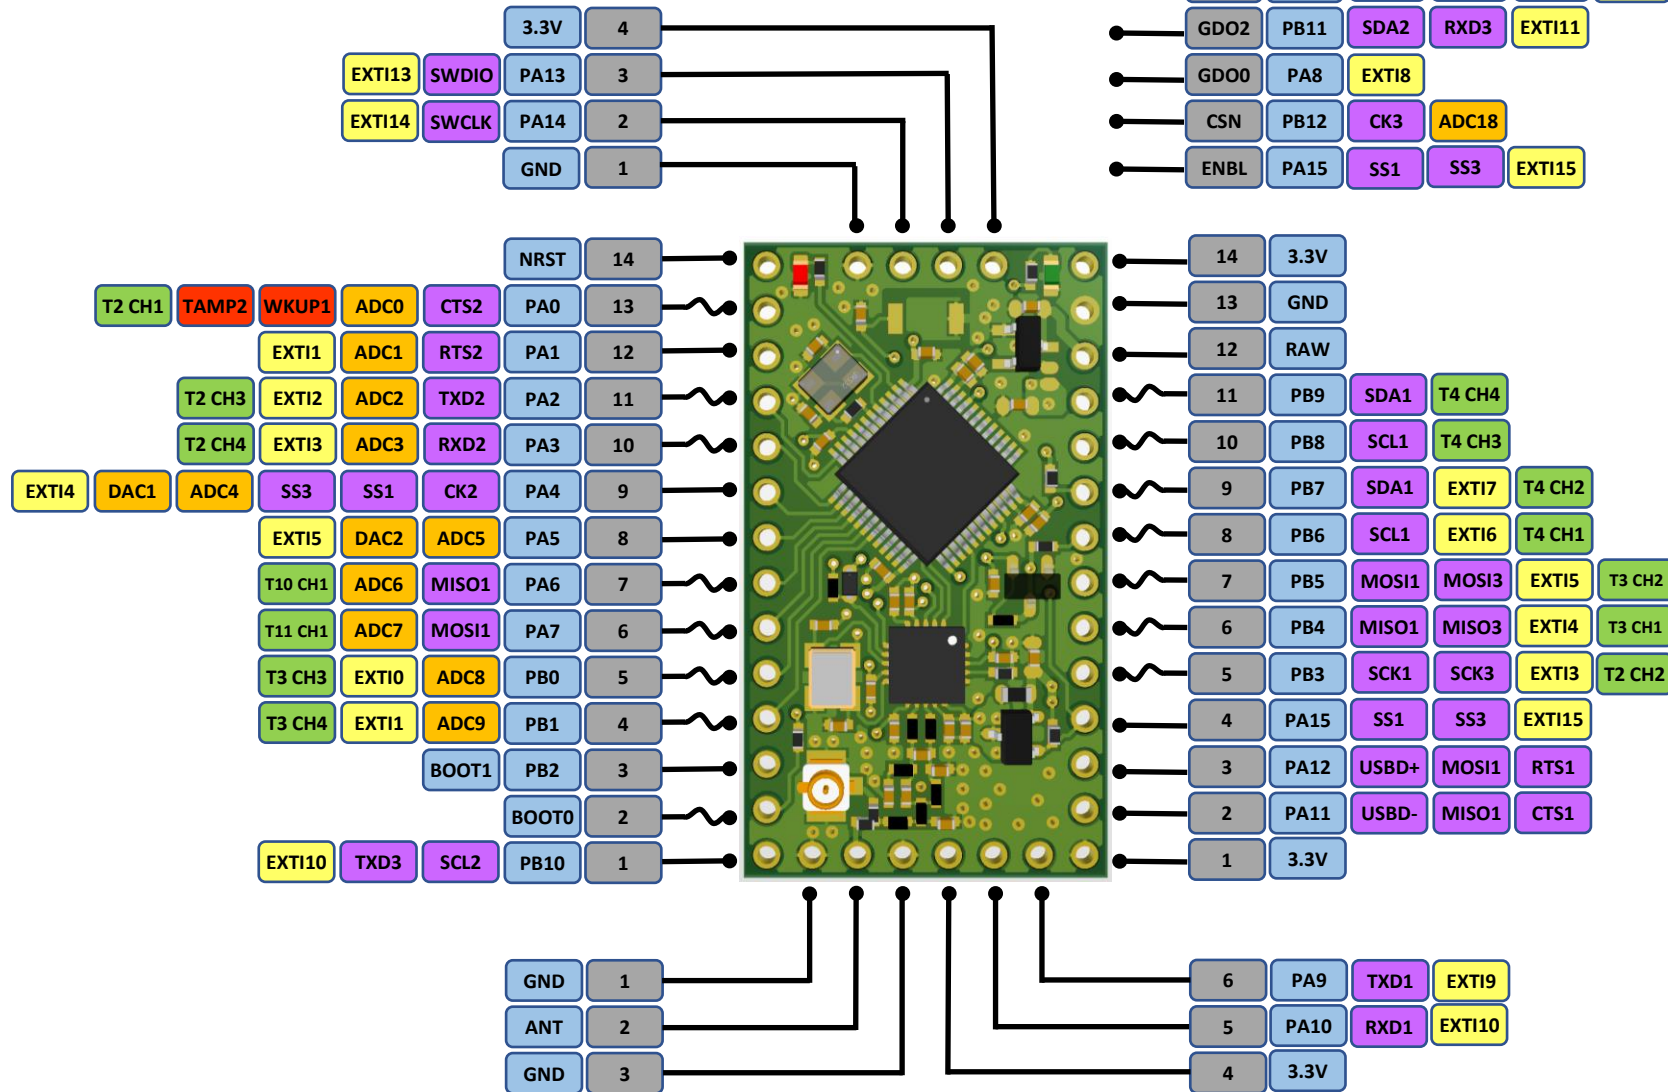 3.3V 4
EXTI13 SWDIO PA13 3
EXTI14 SWCLK PA14 2
GND 1
GDO2 PB11 SDA2 RXD3 EXTI11
GDO0 PA8 EXTI8
CSN PB12 CK3 ADC18
ENBL PA15 SS1 SS3 EXTI15
NRST 14
T2 CH1 TAMP2 WKUP1 ADC0 CTS2 PA0 13
EXTI1 ADC1 RTS2 PA1 12
T2 CH3 EXTI2 ADC2 TXD2 PA2 11
T2 CH4 EXTI3 ADC3 RXD2 PA3 10
EXTI4 DAC1 ADC4 SS3 SS1 CK2 PA4 9
EXTI5 DAC2 ADC5 PA5 8
T10 CH1 ADC6 MISO1 PA6 7
T11 CH1 ADC7 MOSI1 PA7 6
T3 CH3 EXTI0 ADC8 PB0 5
T3 CH4 EXTI1 ADC9 PB1 4
BOOT1 PB2 3
BOOT0 2
EXTI10 TXD3 SCL2 PB10 1
14 3.3V
13 GND
12 RAW
11 PB9 SDA1 T4 CH4
10 PB8 SCL1 T4 CH3
9 PB7 SDA1 EXTI7 T4 CH2
8 PB6 SCL1 EXTI6 T4 CH1
7 PB5 MOSI1 MOSI3 EXTI5 T3 CH2
6 PB4 MISO1 MISO3 EXTI4 T3 CH1
5 PB3 SCK1 SCK3 EXTI3 T2 CH2
4 PA15 SS1 SS3 EXTI15
3 PA12 USBD+ MOSI1 RTS1
2 PA11 USBD- MISO1 CTS1
1 3.3V
GND 1
ANT 2
GND 3
6 PA9 TXD1 EXTI9
5 PA10 RXD1 EXTI10
4 3.3V